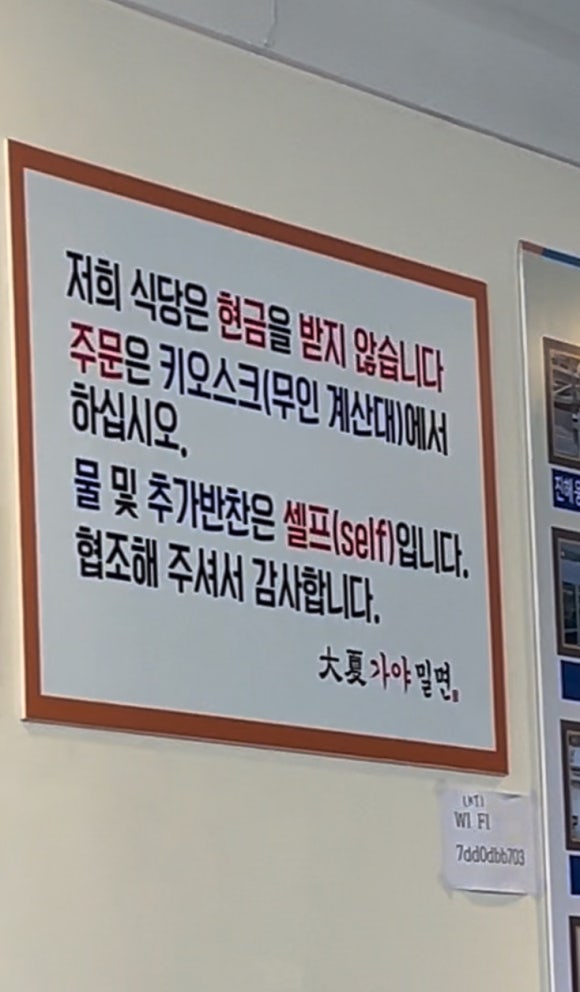 저희 식당은 현금을 받지 않습니다
주문은 키오스크(무인 계산대)에서
하십시오.
물 및 추가반찬은 셀프(self)입니다.
협조해 주셔서 감사합니다.
大夏 가야 밀면
(KT)
WI FI
7dd0dbb703